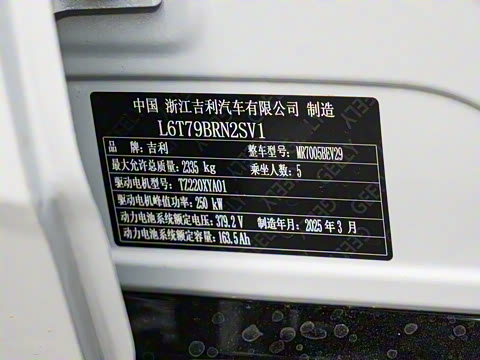 中国 浙江吉利汽车有限公司 制造
L6T79BRN2SV1
品 牌: 吉利 整车型号: MR7005BEV29
最大允许总质量: 2335 kg 乘坐人数: 5
驱动电机型号: TZ220XYA01
驱动电机峰值功率: 250 kW
动力电池系统额定电压: 379.2 V 制造年月: 2025 年 3 月
动力电池系统额定容量: 163.5Ah